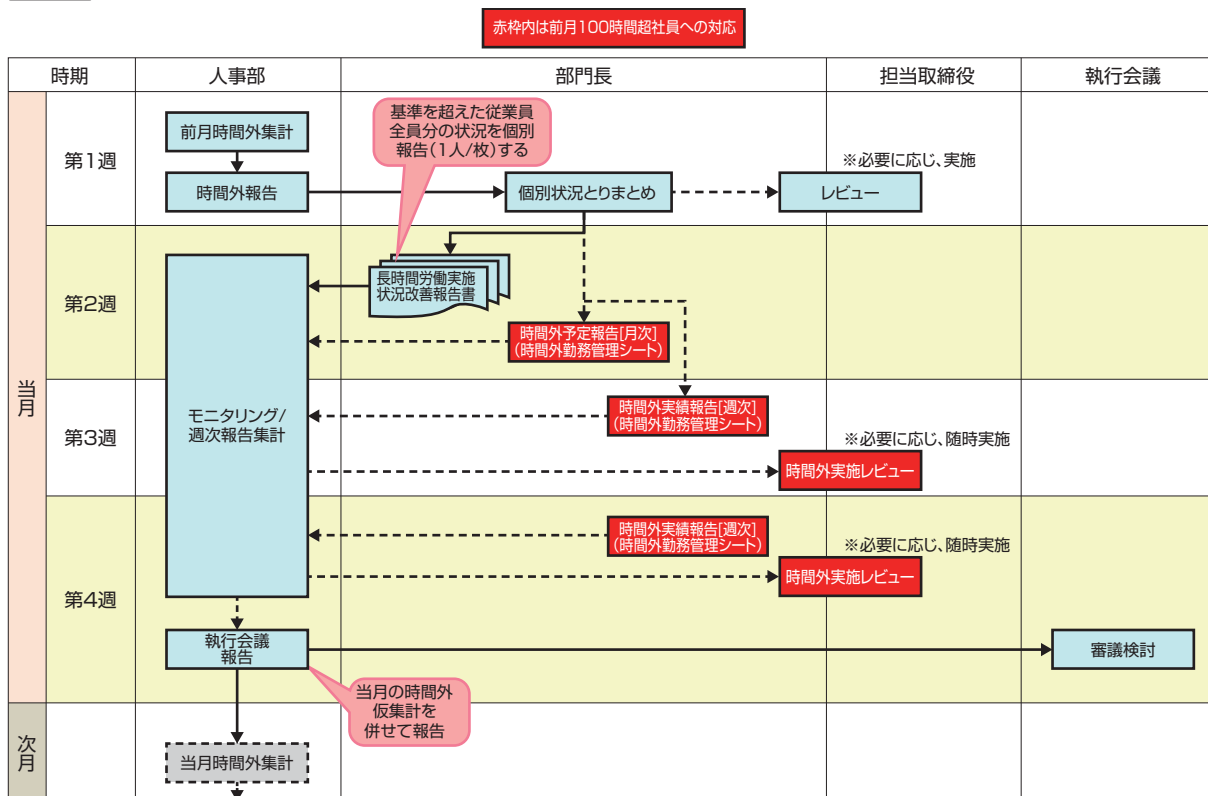 赤枠内は前月100時間超社員への対応
時期
人事部
部門長
担当取締役
執行会議
当月
第1週
前月時間外集計
時間外報告
基準を超えた従業員
全員分の状況を個別
報告(1人/枚)する
個別状況とりまとめ
※必要に応じ、実施
レビュー
第2週
長時間労働実施
状況改善報告書
時間外予定報告[月次]
(時間外勤務管理シート)
モニタリング/
週次報告集計
第3週
時間外実績報告[週次]
(時間外勤務管理シート)
※必要に応じ、随時実施
時間外実施レビュー
第4週
時間外実績報告[週次]
(時間外勤務管理シート)
※必要に応じ、随時実施
時間外実施レビュー
執行会議
報告
審議検討
当月の時間外
仮集計を
併せて報告
次月
当月時間外集計